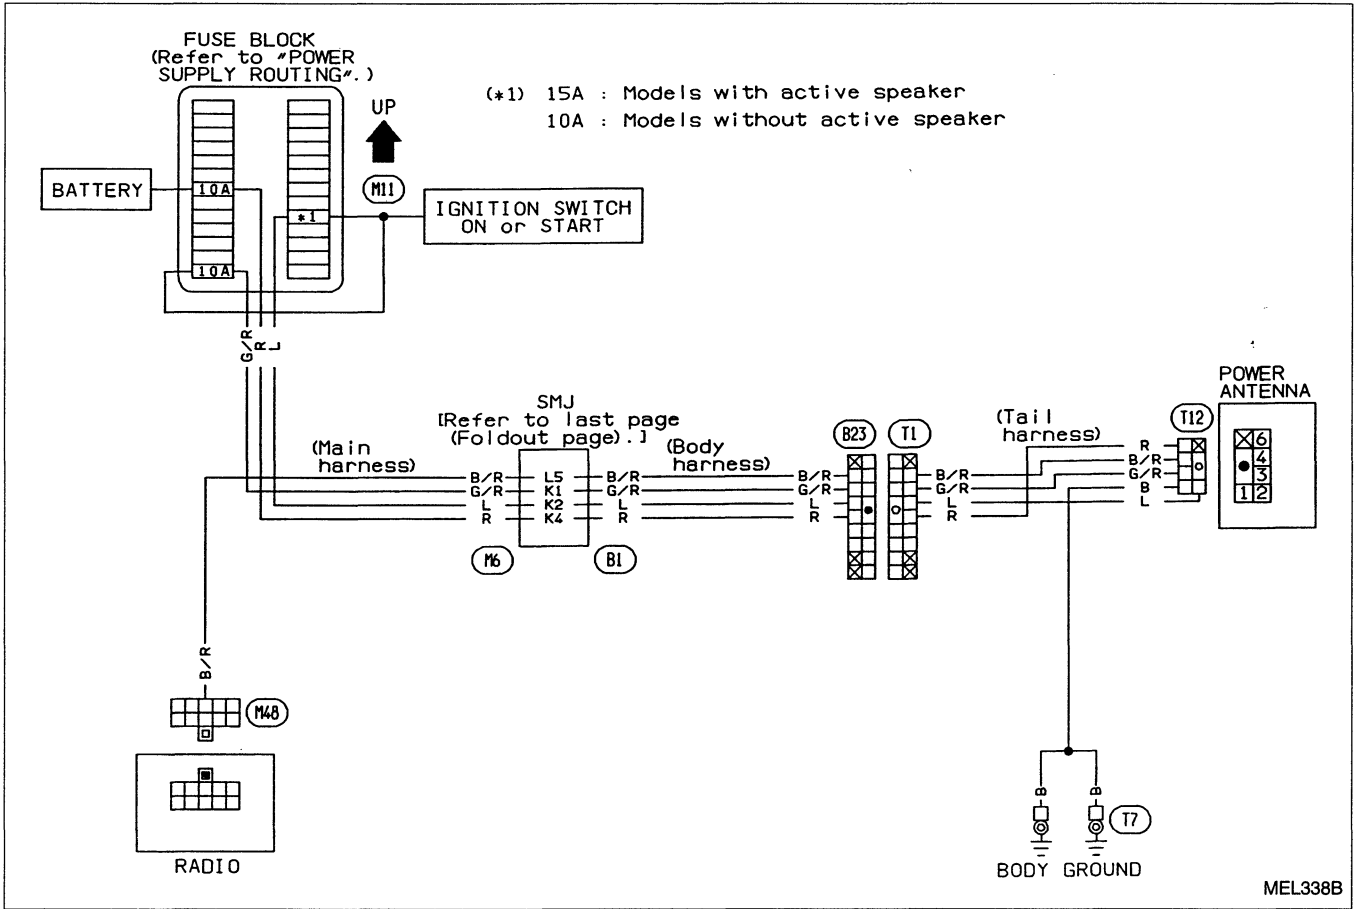 FUSE BLOCK
(Refer to "POWER
SUPPLY ROUTING".)
UP
(*1) 15A : Models with active speaker
10A : Models without active speaker
BATTERY
10A
M11
*1
IGNITION SWITCH
ON or START
10A
G/R
R
L
SMJ
[Refer to last page
(Foldout page).]
(Main
harness)
(Body
harness)
B23
T1
(Tail
harness)
T12
POWER
ANTENNA
B/R L5 B/R
G/R K1 G/R
L K2 L
R K4 R
M6
B1
B/R
G/R
L
R
B/R
G/R
L
R
R
B/R
G/R
B
L
6
4
3
1 2
B/R
M48
RADIO
B
B
T7
BODY GROUND
MEL338B